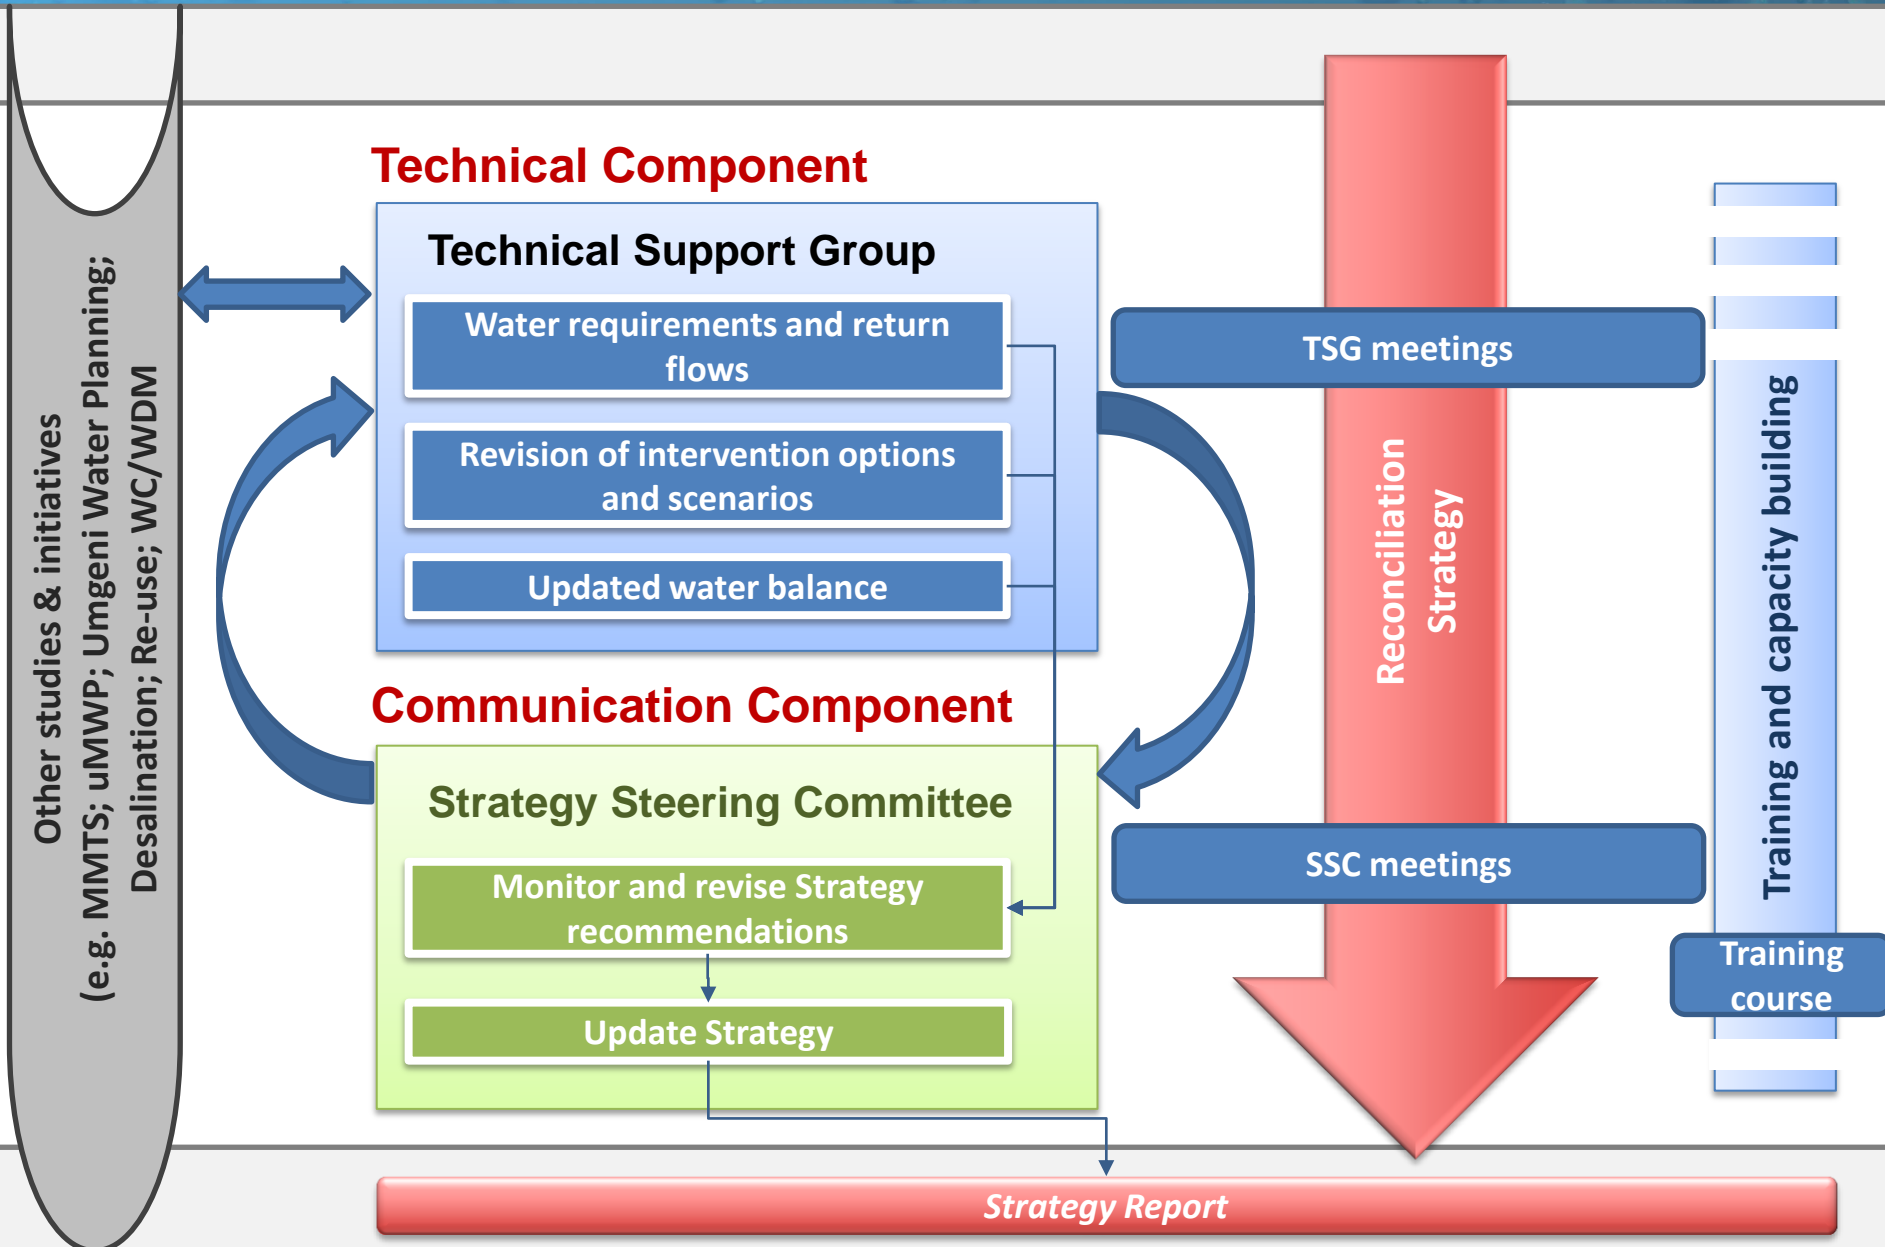 Other studies & initiatives
(e.g. MMTS; uMWP; Umgeni Water Planning;
Desalination; Re-use; WC/WDM
Technical Component
Technical Support Group
Water requirements and return
flows
Revision of intervention options
and scenarios
Updated water balance
Communication Component
Strategy Steering Committee
Monitor and revise Strategy
recommendations
Update Strategy
TSG meetings
Reconciliation
Strategy
SSC meetings
Training and capacity building
Training
course
Strategy Report